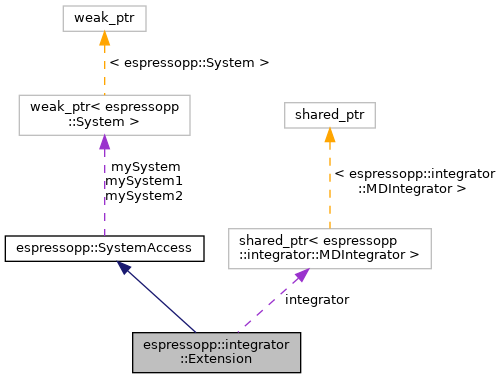 weak_ptr
< espressopp::System >
weak_ptr< espressopp
::System >
shared_ptr
mySystem
mySystem1
mySystem2
< espressopp::integrator
::MDIntegrator >
espressopp::SystemAccess
shared_ptr< espressopp
::integrator::MDIntegrator >
integrator
espressopp::integrator
::Extension